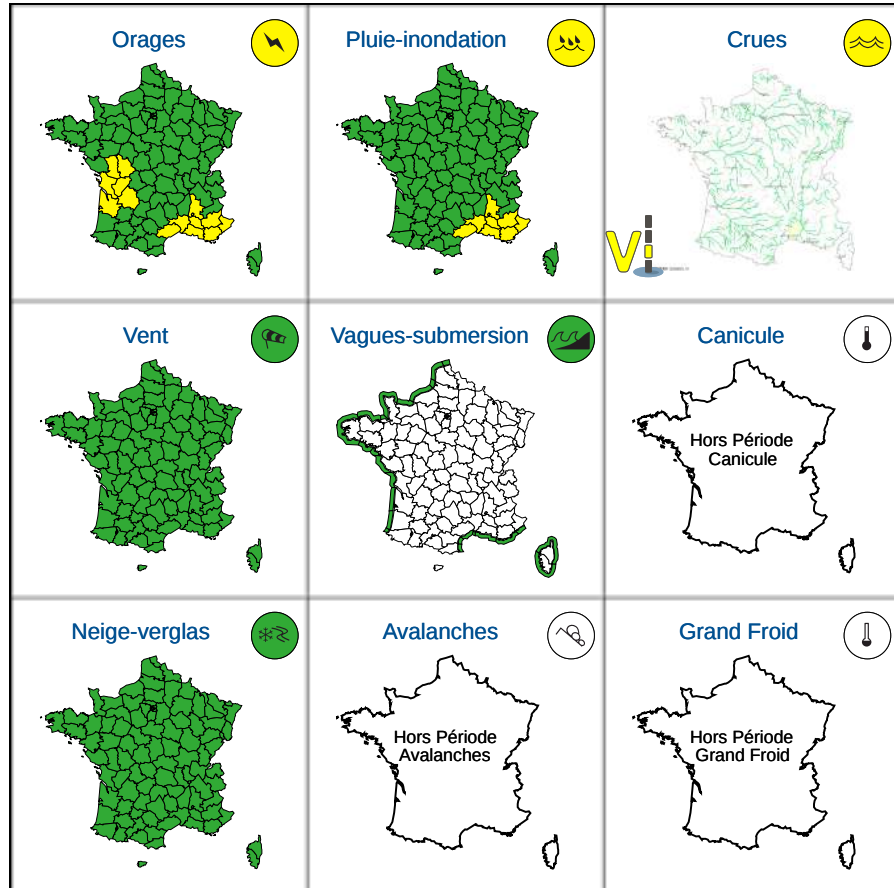 Orages
Pluie-inondation
Crues
Vi
Vent
Vagues-submersion
Canicule
Hors Période
Canicule
Neige-verglas
Avalanches
Hors Période
Avalanches
Grand Froid
Hors Période
Grand Froid